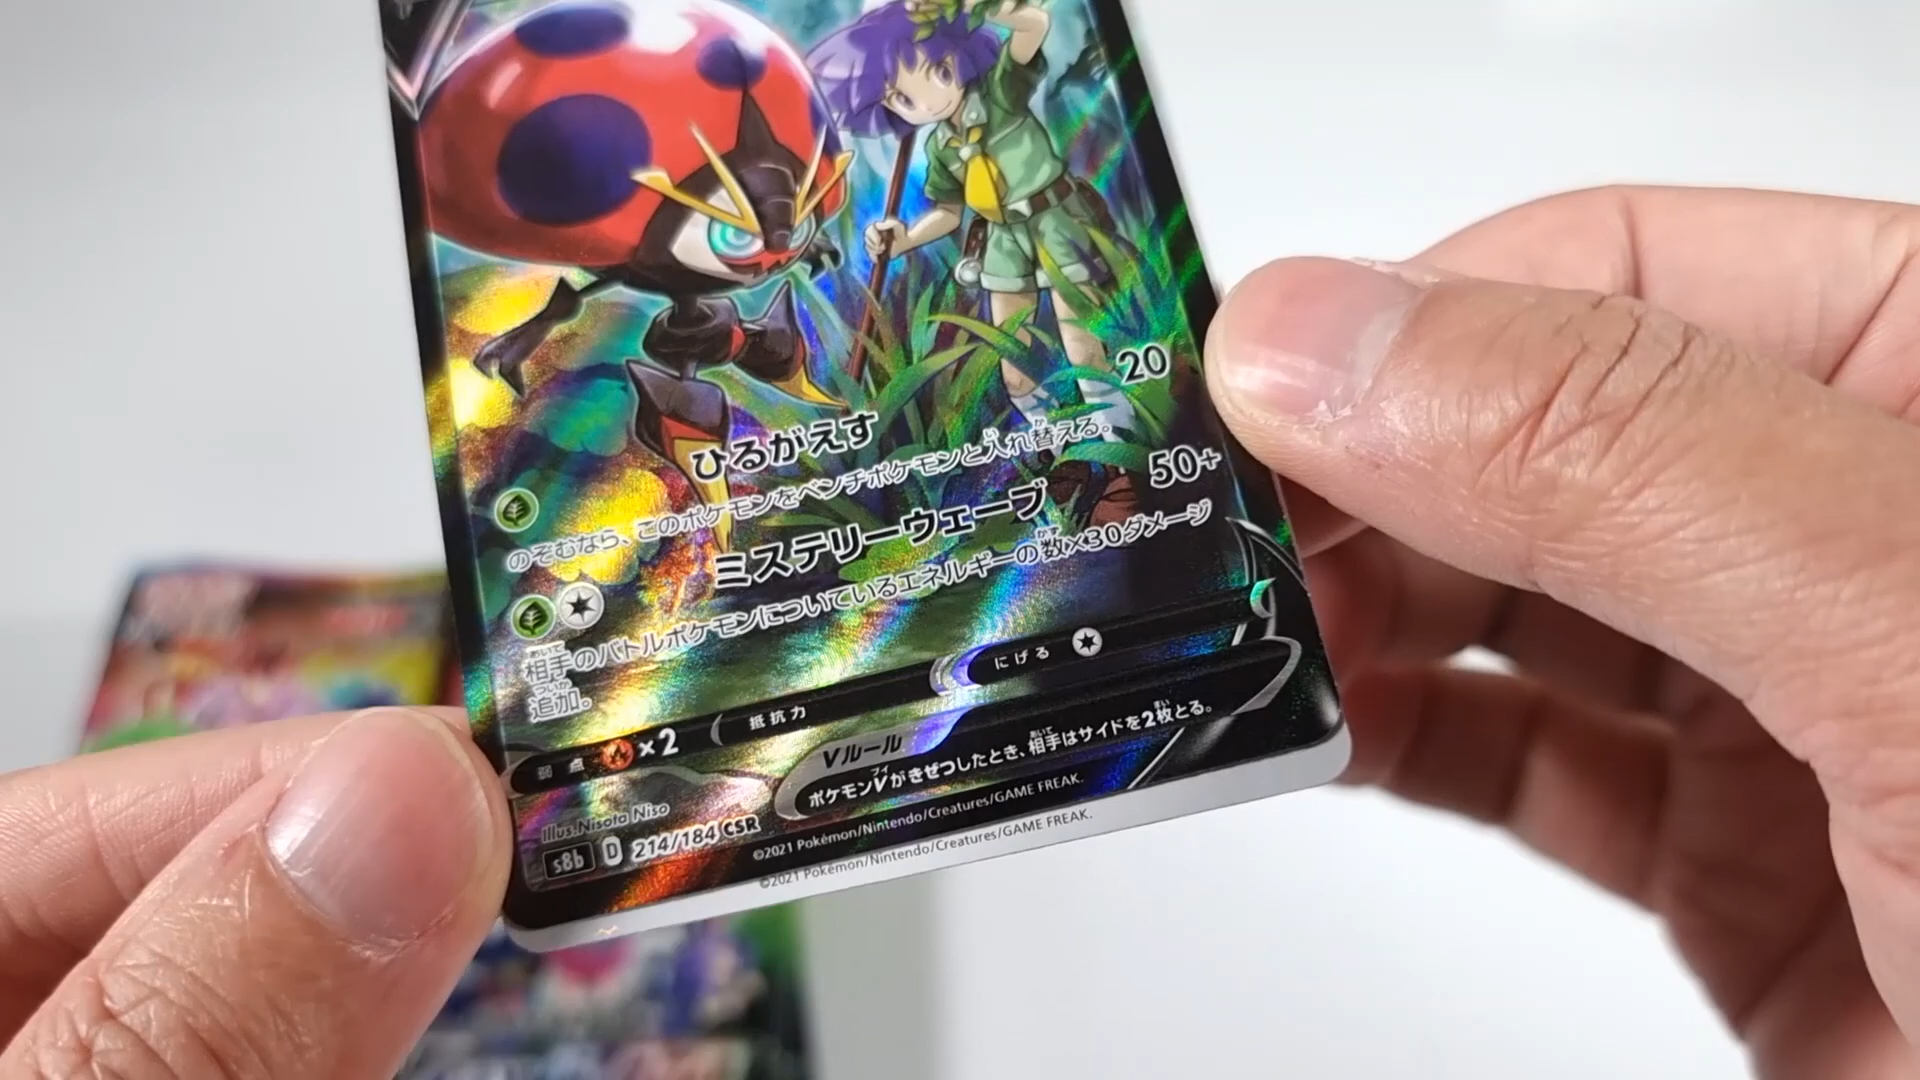 ひるがえす 20
のぞむなら、このポケモンをベンチポケモンと入れ替える。
ミステリーウェーブ 50+
相手のバトルポケモンについているエネルギーの数×30ダメージ
追加。
弱点 ×2 抵抗力 にげる
Vルール
ポケモンVがきぜつしたとき、相手はサイドを2枚とる。
Illus.Nisota Niso
s8b D 214/184 CSR
©2021 Pokémon/Nintendo/Creatures/GAME FREAK.
©2021 Pokémon/Nintendo/Creatures/GAME FREAK.